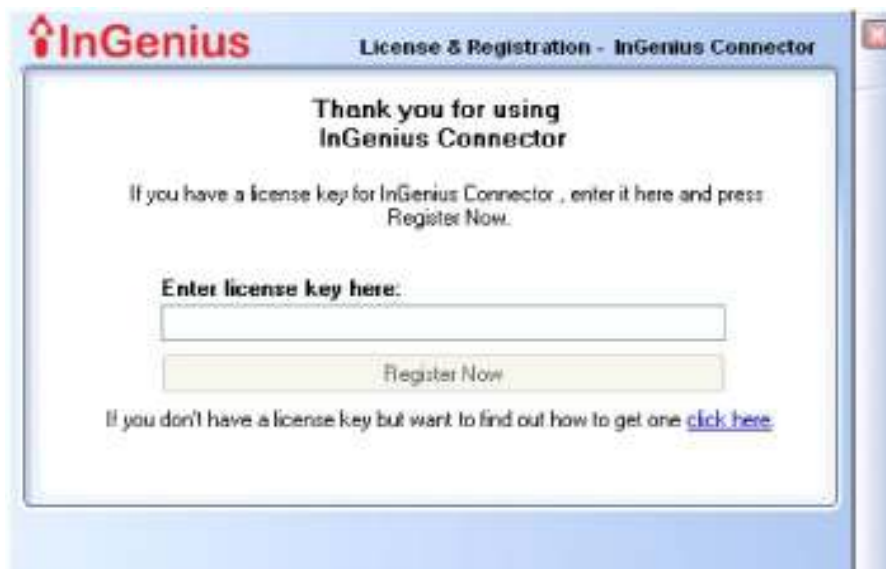 InGenius
License & Registration - InGenius Connector
Thank you for using
InGenius Connector
If you have a license key for InGenius Connector , enter it here and press
Register Now.
Enter license key here:
Register Now
If you don't have a license key but want to find out how to get one click here.